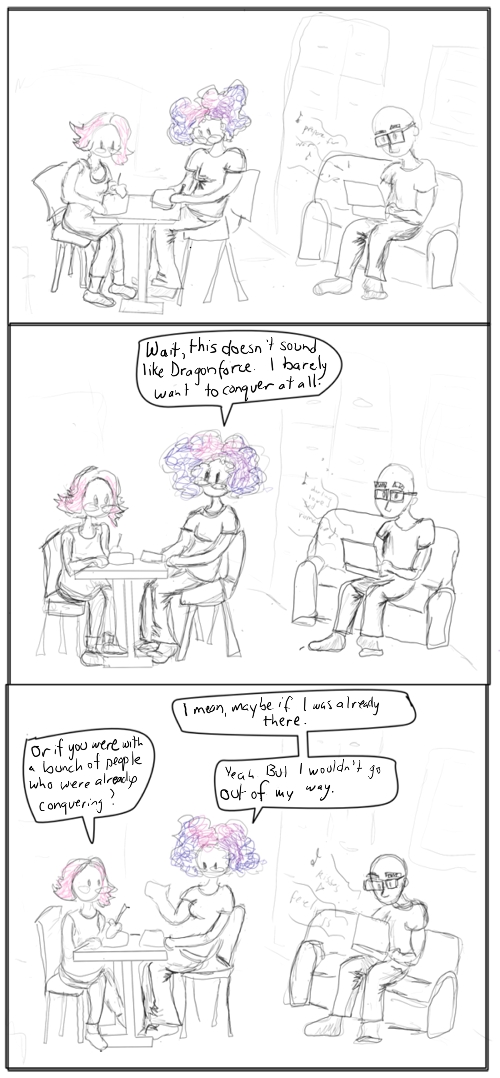 Wait, this doesn't sound
like Dragonforce. I barely
want to conquer at all.
I mean, maybe if I was already
there.
Or if you were with
a bunch of people
who were already
conquering?
Yeah. But I wouldn't go
out of my way.